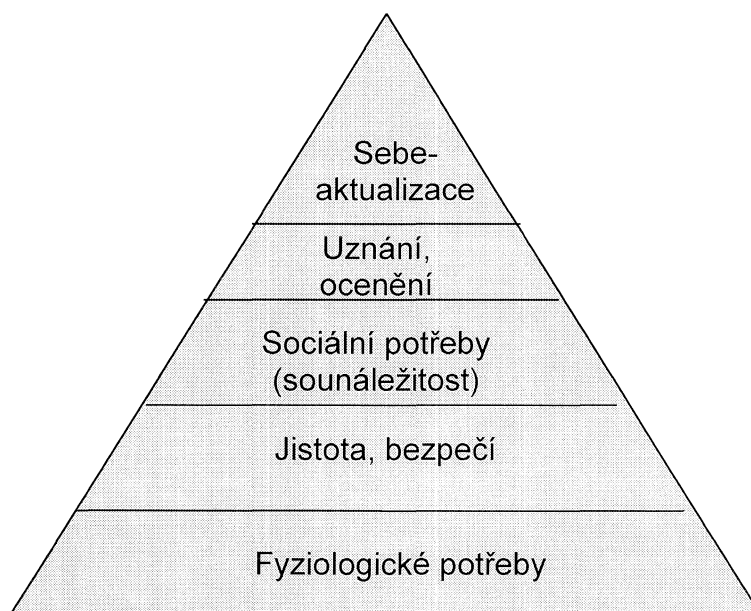 Sebe-
aktualizace
Uznání,
ocenění
Sociální potřeby
(sounáležitost)
Jistota, bezpečí
Fyziologické potřeby